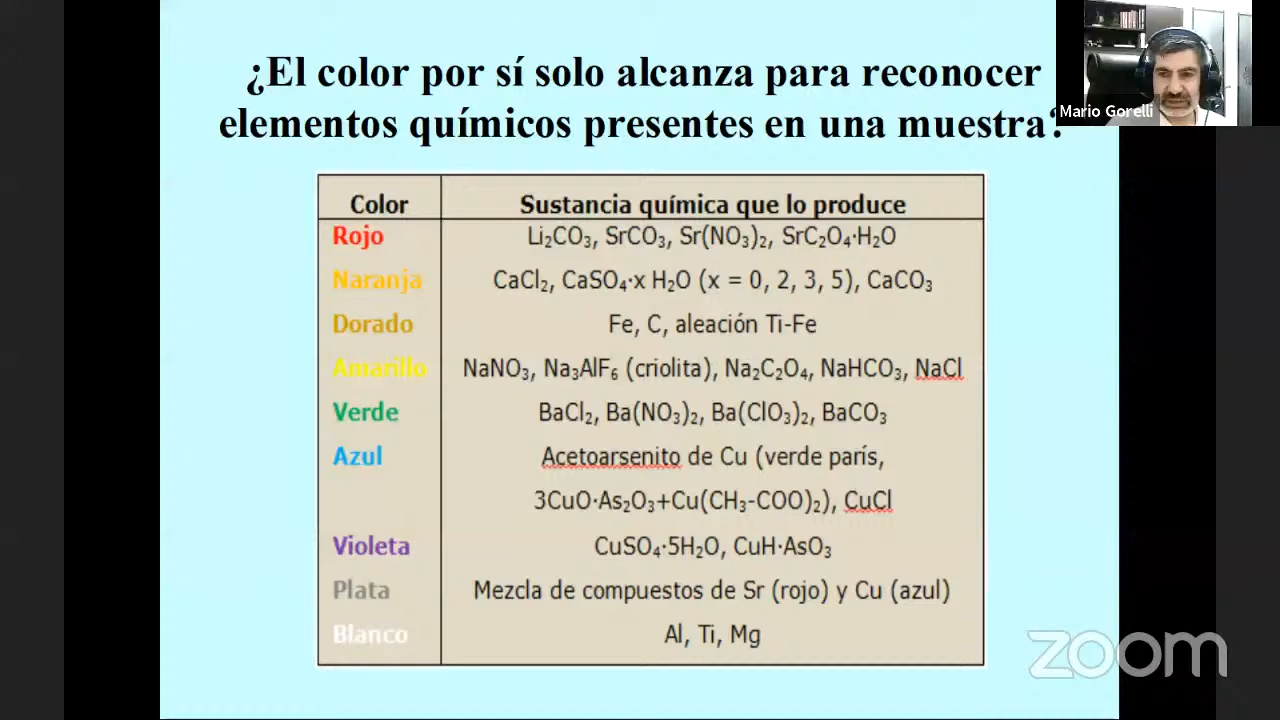 ¿El color por sí solo alcanza para reconocer
elementos químicos presentes en una muestra?
Mario Gorelli
Color Sustancia química que lo produce
Rojo Li₂CO₃, SrCO₃, Sr(NO₃)₂, SrC₂O₄·H₂O
Naranja CaCl₂, CaSO₄·x H₂O (x = 0, 2, 3, 5), CaCO₃
Dorado Fe, C, aleación Ti-Fe
Amarillo NaNO₃, Na₃AlF₆ (criolita), Na₂C₂O₄, NaHCO₃, NaCl
Verde BaCl₂, Ba(NO₃)₂, Ba(ClO₃)₂, BaCO₃
Azul Acetoarsenito de Cu (verde parís,
3CuO·As₂O₃+Cu(CH₃-COO)₂), CuCl
Violeta CuSO₄·5H₂O, CuH·AsO₃
Plata Mezcla de compuestos de Sr (rojo) y Cu (azul)
Blanco Al, Ti, Mg
zoom